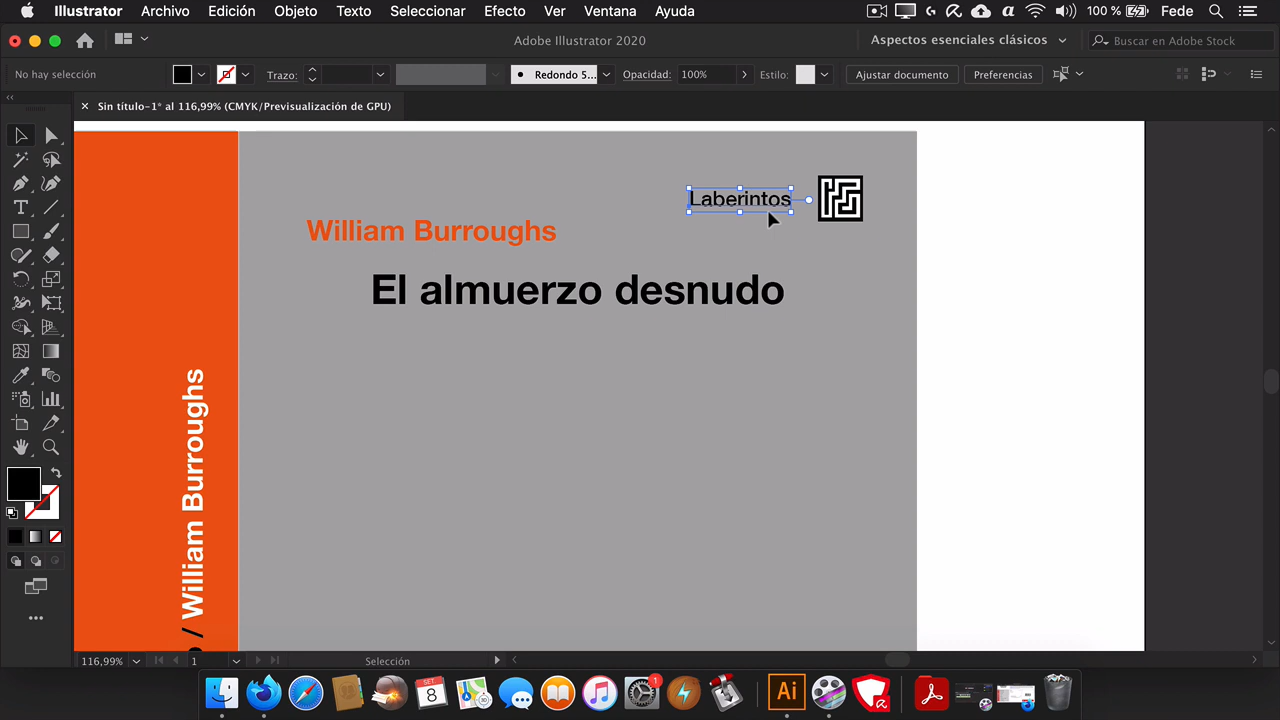 Illustrator Archivo Edición Objeto Texto Seleccionar Efecto Ver Ventana Ayuda 100 % Fede
Adobe Illustrator 2020 Aspectos esenciales clásicos Buscar en Adobe Stock
No hay selección Trazo: Redondo 5... Opacidad: 100% Estilo: Ajustar documento Preferencias
× Sin título-1* al 116,99% (CMYK/Previsualización de GPU)
Laberintos
William Burroughs
El almuerzo desnudo
/ William Burroughs
116,99% 1 Selección
SET
8
1
Ai